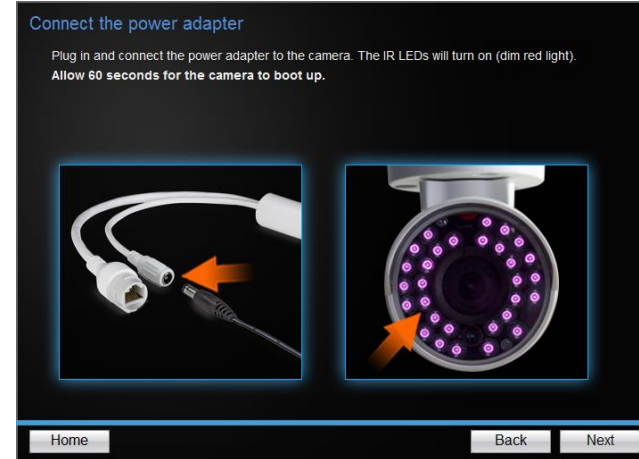 Connect the power adapter
Plug in and connect the power adapter to the camera. The IR LEDs will turn on (dim red light).
Allow 60 seconds for the camera to boot up.
Home
Back
Next